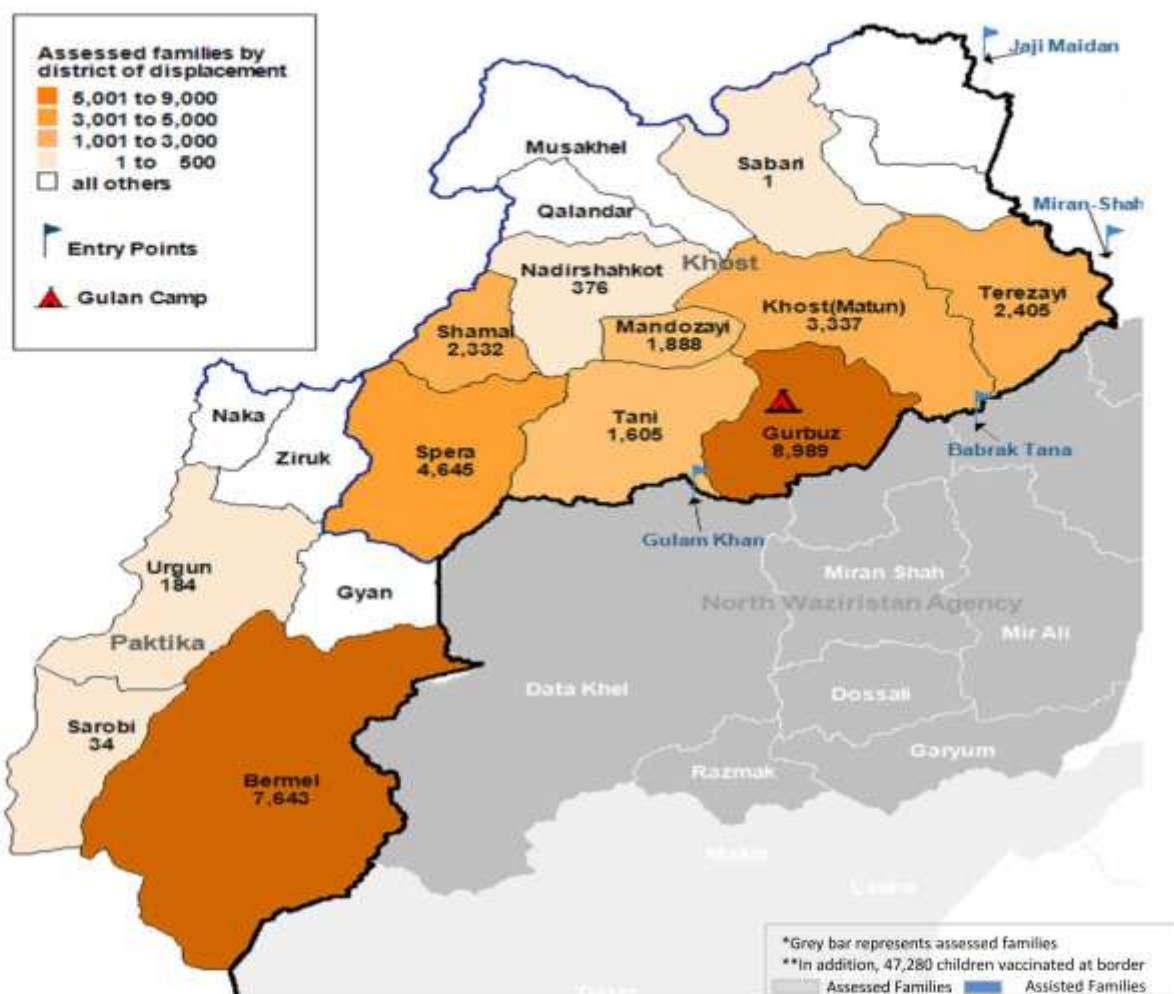 Assessed families by
district of displacement
5,001 to 9,000
3,001 to 5,000
1,001 to 3,000
1 to 500
all others
Entry Points
Gulan Camp
Jaji Maidan
Musakhel
Sabari
1
Miran-Shah
Qalandar
Khost
Nadirshahkot
376
Terezayi
2,405
Khost(Matun)
3,337
Shamal
2,332
Mandozayi
1,888
Naka
Ziruk
Spera
4,645
Tani
1,605
Gurbuz
8,989
Babrak Tana
Gulam Khan
Urgun
184
Gyan
Miran Shah
North Waziristan Agency
Mir Ali
Paktika
Data Khel
Dossali
Sarobi
34
Garyum
Razmak
Bermel
7,643
*Grey bar represents assessed families
**In addition, 47,280 children vaccinated at border
Assessed Families Assisted Families